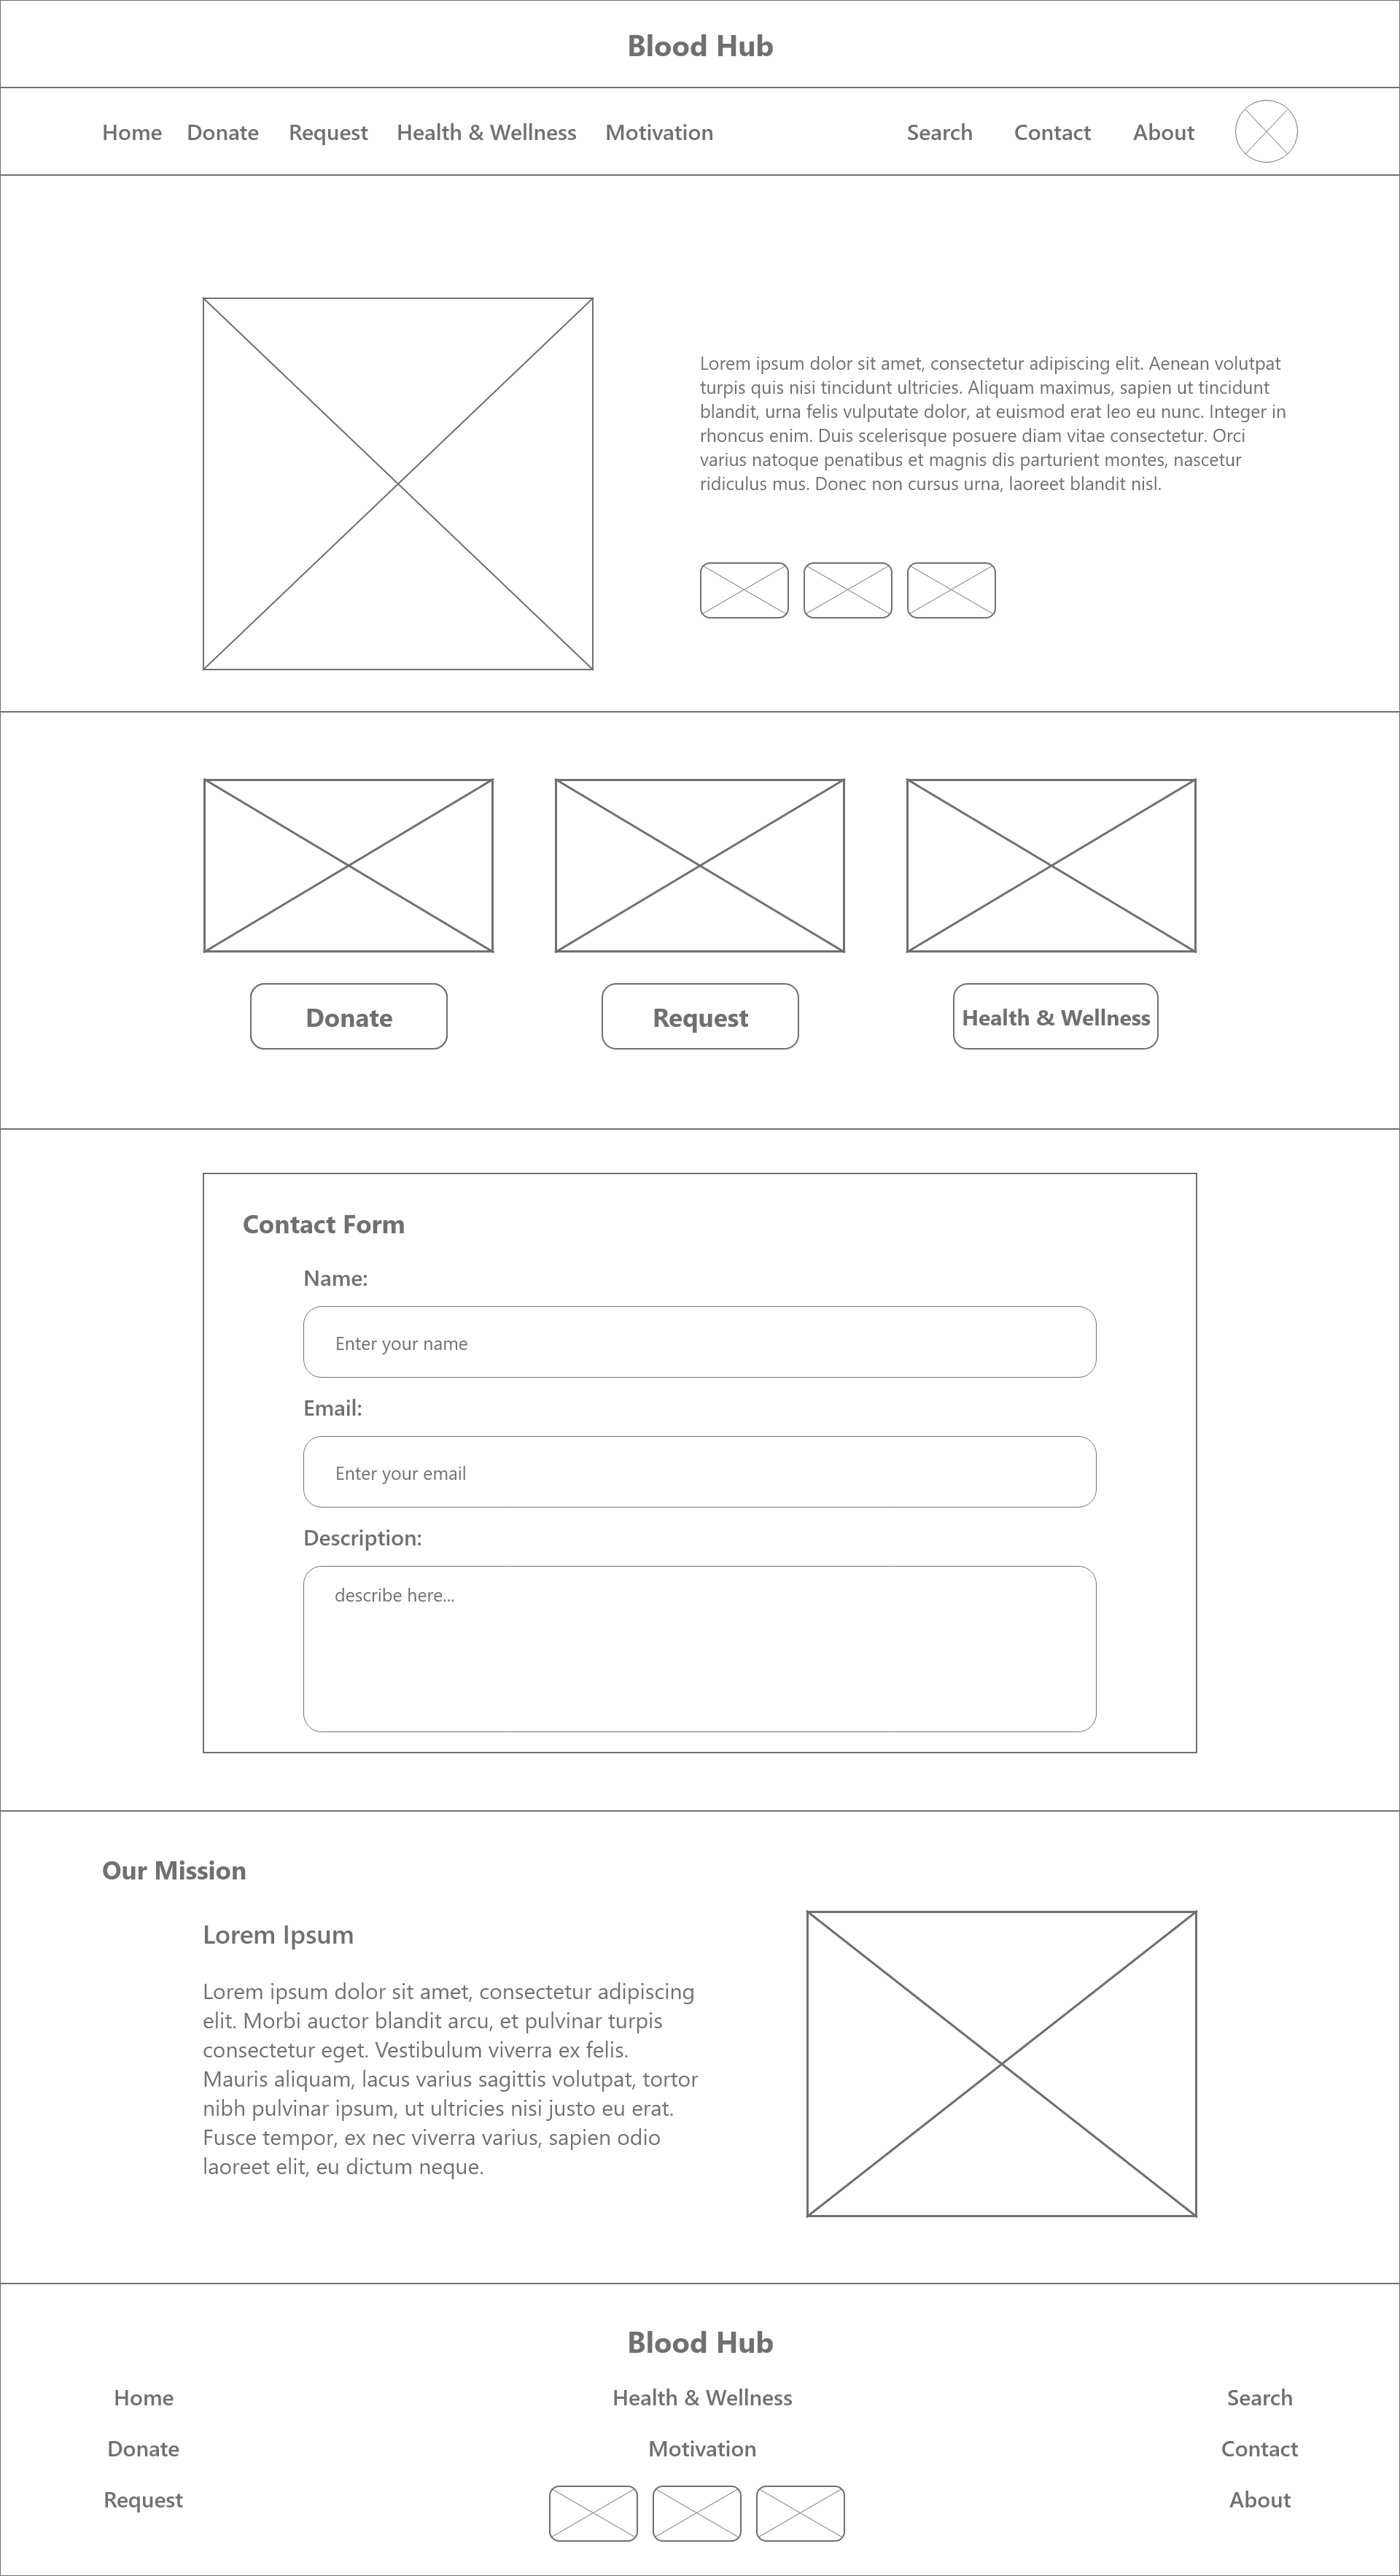 Blood Hub
Home Donate Request Health & Wellness Motivation Search Contact About
Lorem ipsum dolor sit amet, consectetur adipiscing elit. Aenean volutpat
turpis quis nisi tincidunt ultricies. Aliquam maximus, sapien ut tincidunt
blandit, urna felis vulputate dolor, at euismod erat leo eu nunc. Integer in
rhoncus enim. Duis scelerisque posuere diam vitae consectetur. Orci
varius natoque penatibus et magnis dis parturient montes, nascetur
ridiculus mus. Donec non cursus urna, laoreet blandit nisl.
Donate Request Health & Wellness
Contact Form
Name:
Enter your name
Email:
Enter your email
Description:
describe here...
Our Mission
Lorem Ipsum
Lorem ipsum dolor sit amet, consectetur adipiscing
elit. Morbi auctor blandit arcu, et pulvinar turpis
consectetur eget. Vestibulum viverra ex felis.
Mauris aliquam, lacus varius sagittis volutpat, tortor
nibh pulvinar ipsum, ut ultricies nisi justo eu erat.
Fusce tempor, ex nec viverra varius, sapien odio
laoreet elit, eu dictum neque.
Blood Hub
Home Health & Wellness Search
Donate Motivation Contact
Request About